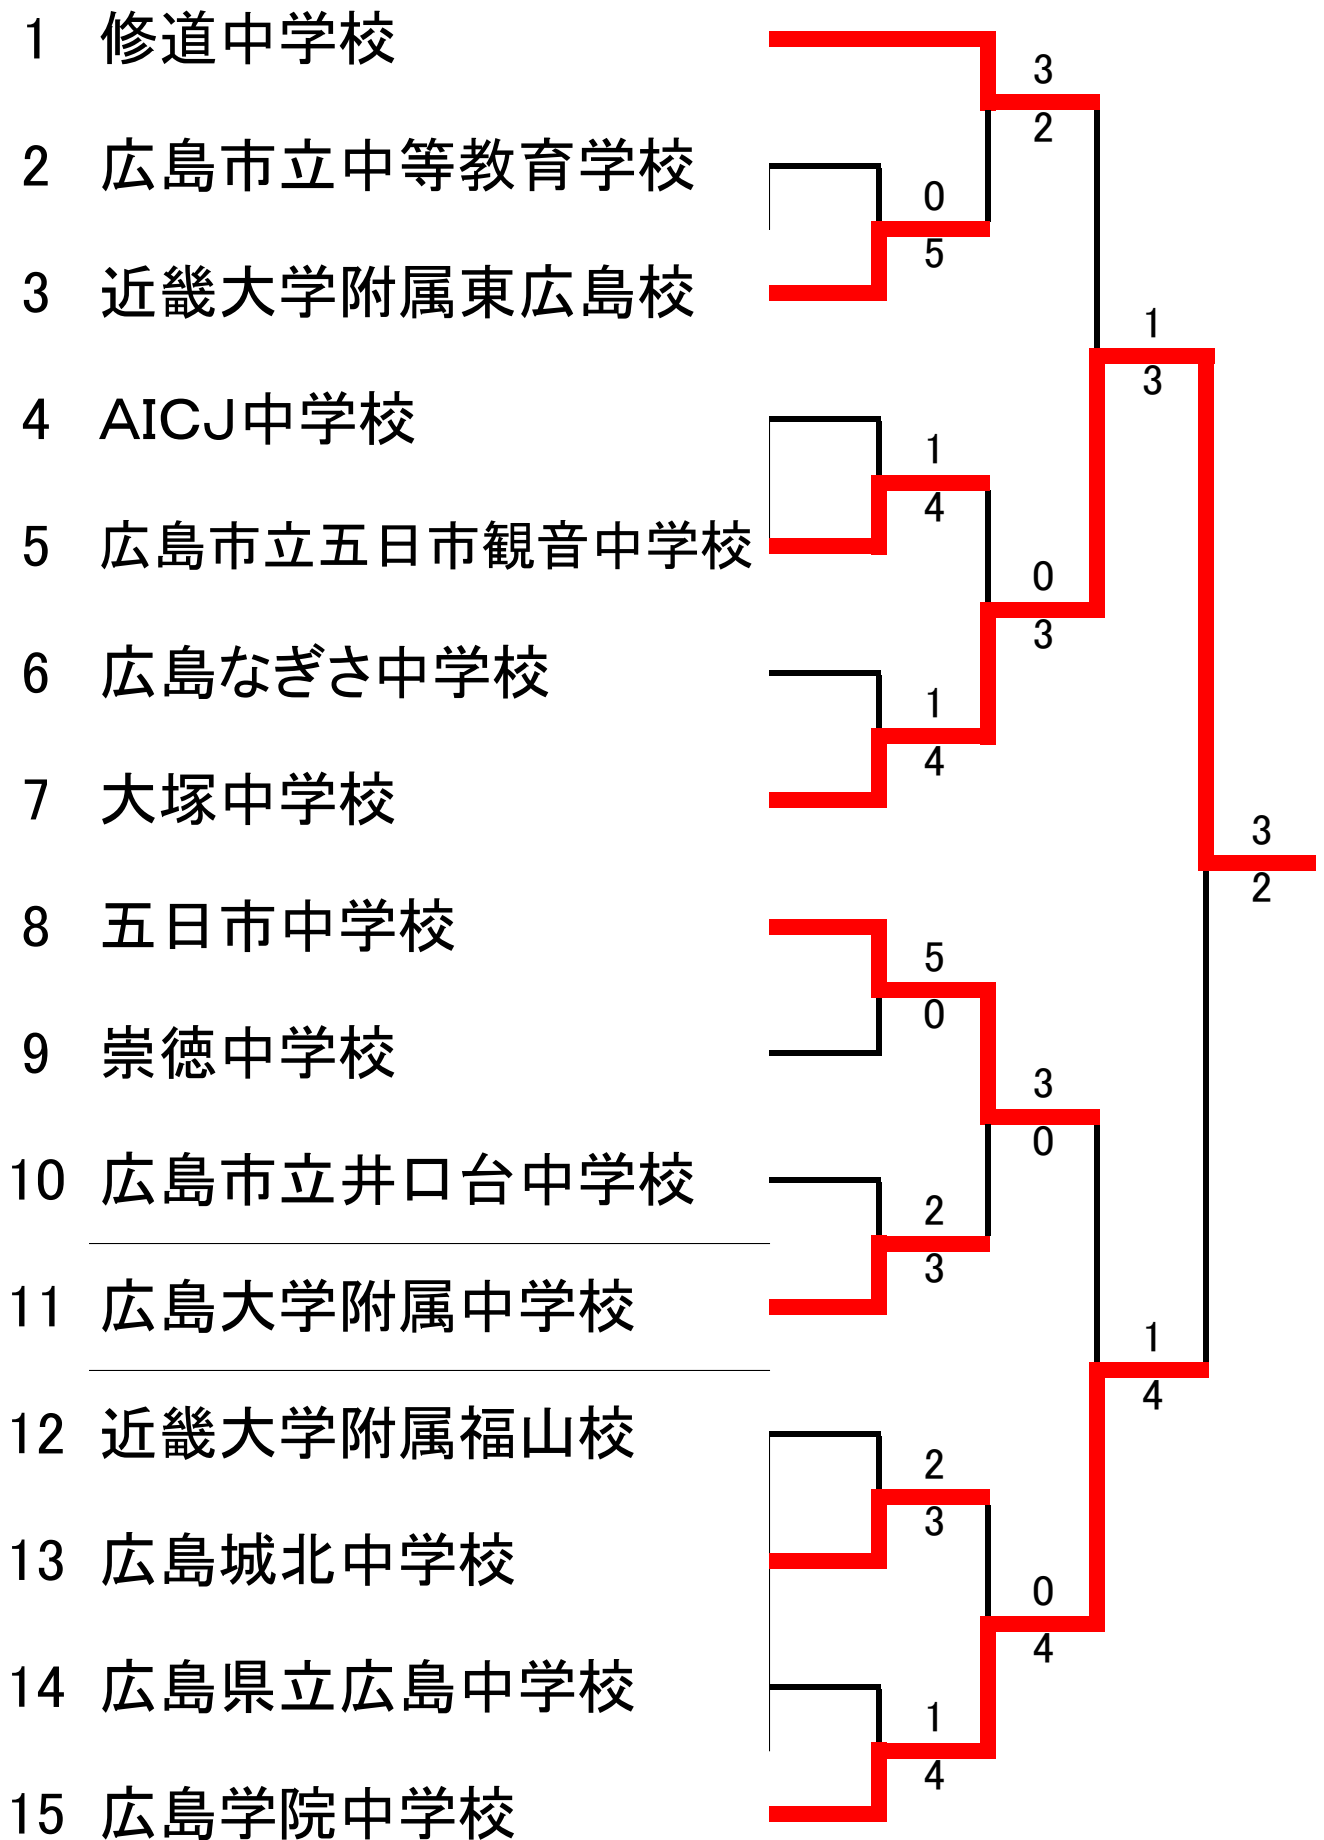 1 修道中学校
3
2
2 広島市立中等教育学校
0
5
3 近畿大学附属東広島校
1
3
4 AICJ中学校
1
4
5 広島市立五日市観音中学校
0
3
6 広島なぎさ中学校
1
4
7 大塚中学校
3
2
8 五日市中学校
5
0
9 崇徳中学校
3
0
10 広島市立井口台中学校
2
3
11 広島大学附属中学校
1
4
12 近畿大学附属福山校
2
3
13 広島城北中学校
0
4
14 広島県立広島中学校
1
4
15 広島学院中学校